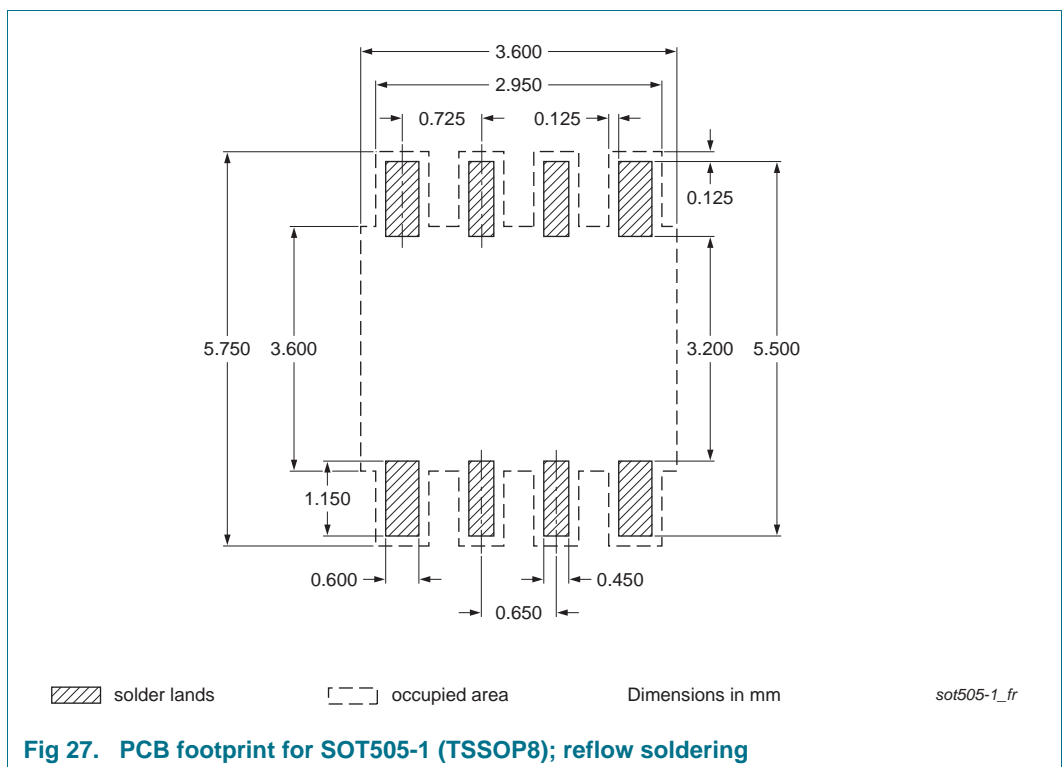 3.600
2.950
0.725 0.125
0.125
5.750 3.600 3.200 5.500
1.150
0.600 0.450
0.650
solder lands occupied area Dimensions in mm sot505-1_fr
Fig 27. PCB footprint for SOT505-1 (TSSOP8); reflow soldering